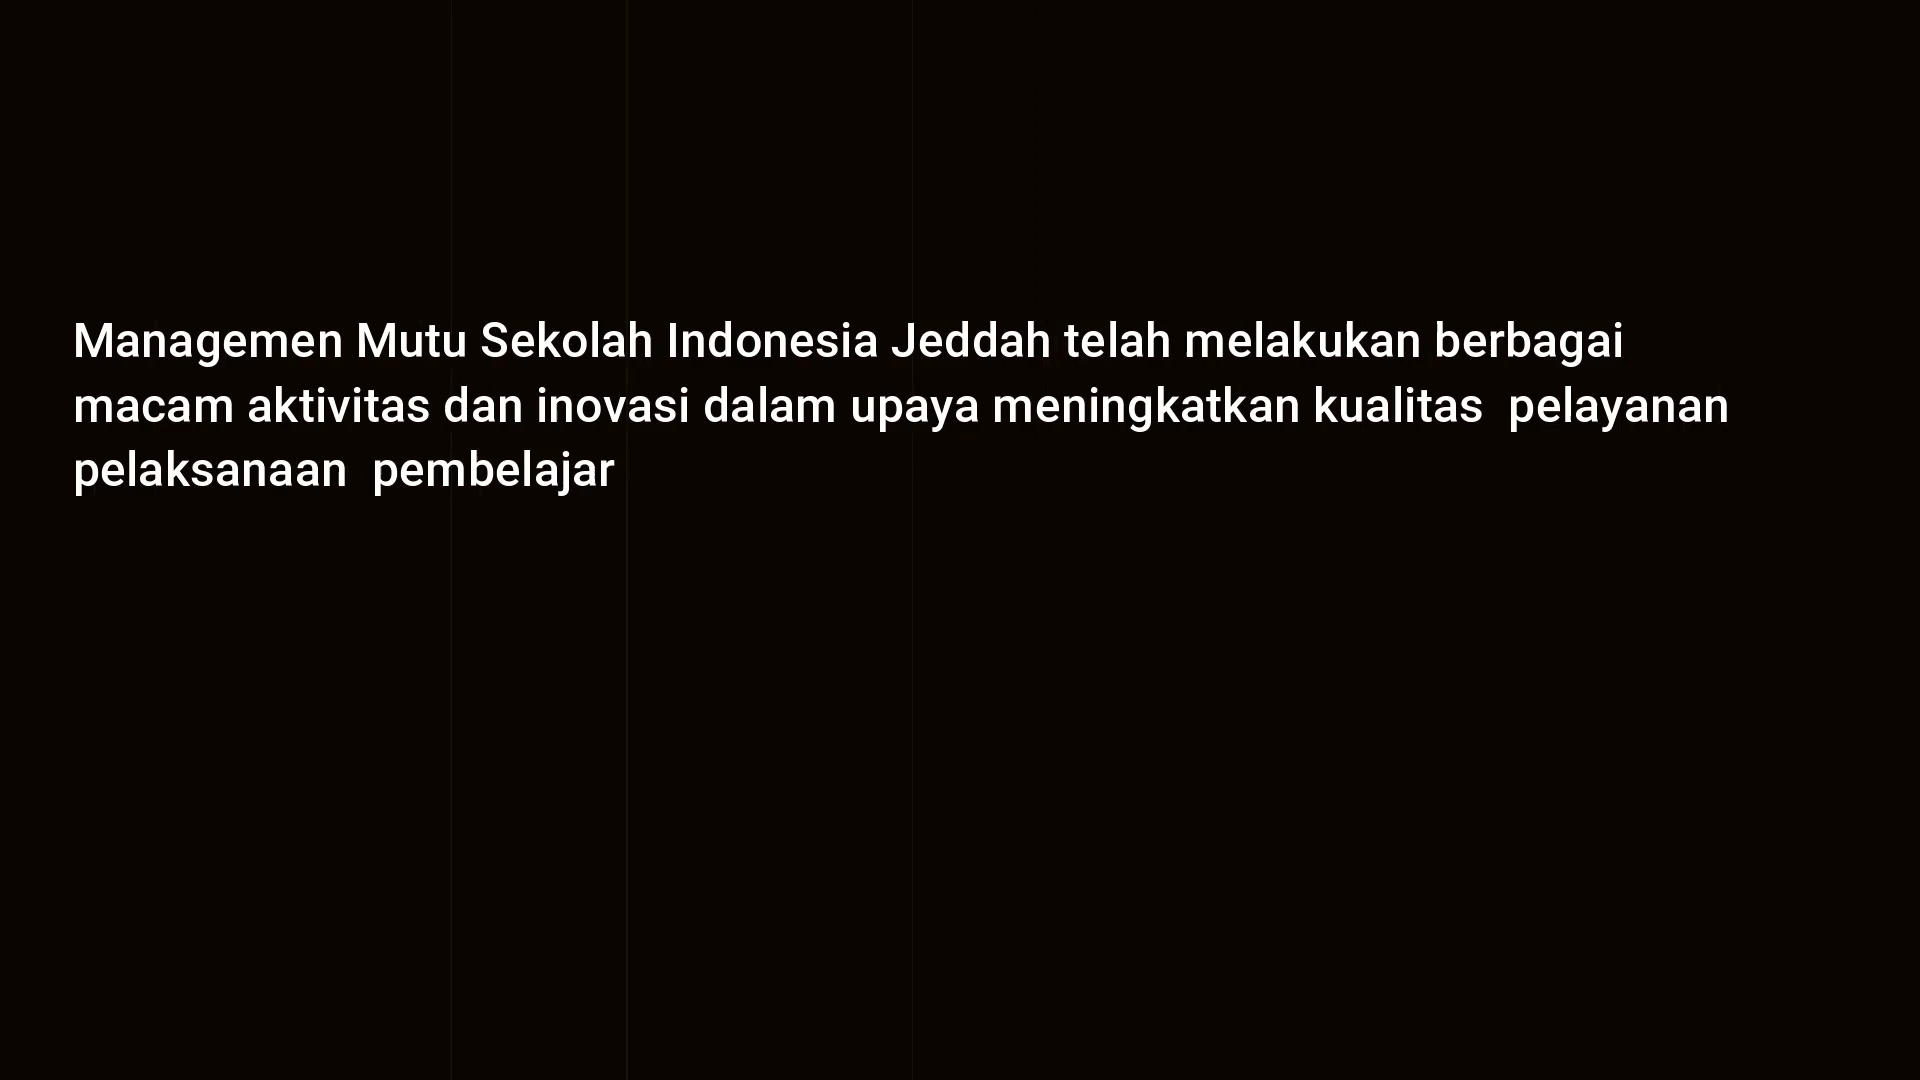 Managemen Mutu Sekolah Indonesia Jeddah telah melakukan berbagai
macam aktivitas dan inovasi dalam upaya meningkatkan kualitas  pelayanan
pelaksanaan  pembelajar